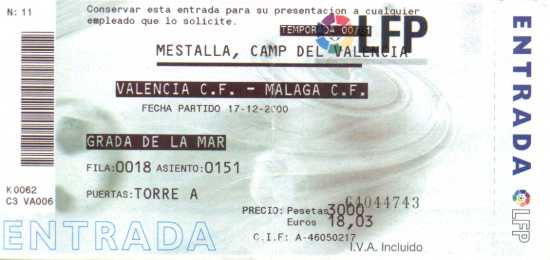 N: 11
Conservar esta entrada para su presentacion a cualquier
empleado que lo solicite.
TEMPORADA 00/01
LFP
MESTALLA, CAMP DEL VALENCIA
VALENCIA C.F. - MALAGA C.F.
FECHA PARTIDO 17-12-2000
GRADA DE LA MAR
FILA:0018 ASIENTO:0151
PUERTAS: TORRE A
K0062
C3 VA006
G4044743
PRECIO: Pesetas 3000
Euros 18,03
C.I.F: A-46050217
I.V.A. Incluido
ENTRADA
ENTRADA
LFP